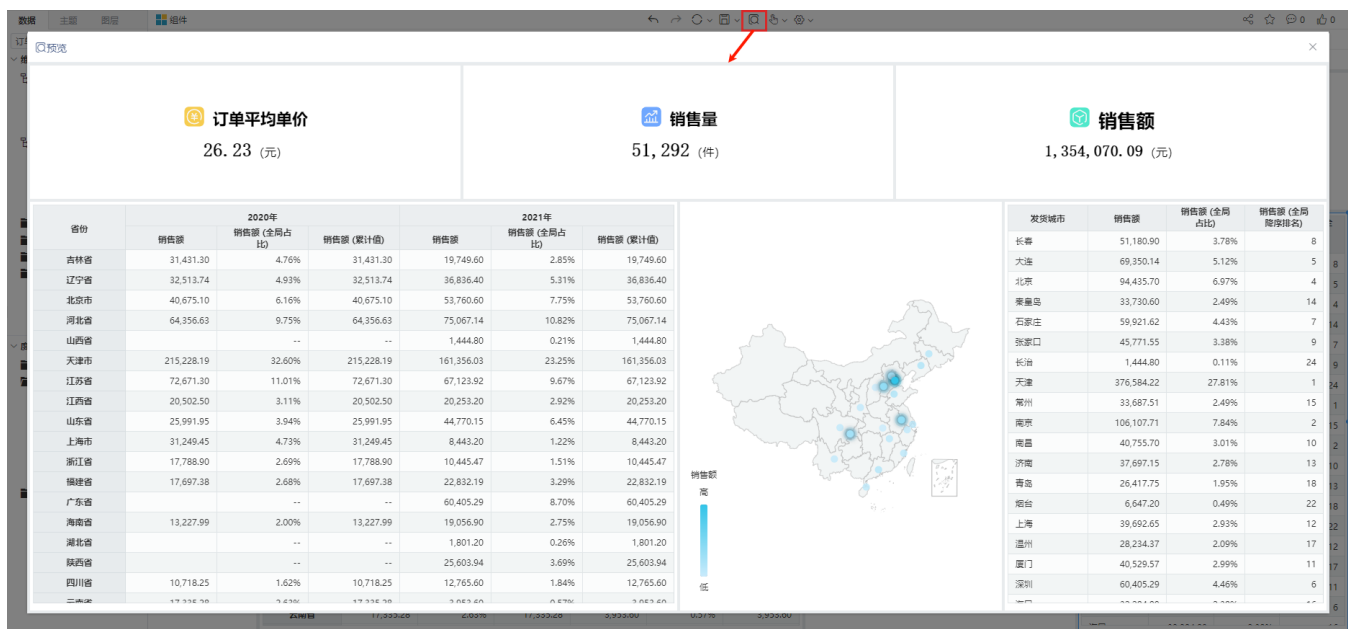 数据 主题 图层 组件 0 0
预览
订单平均单价
26.23 (元)
销售量
51,292 (件)
销售额
1,354,070.09 (元)
省份 2020年 2021年
销售额 销售额 (全局占比) 销售额 (累计值) 销售额 销售额 (全局占比) 销售额 (累计值)
吉林省 31,431.30 4.76% 31,431.30 19,749.60 2.85% 19,749.60
辽宁省 32,513.74 4.93% 32,513.74 36,836.40 5.31% 36,836.40
北京市 40,675.10 6.16% 40,675.10 53,760.60 7.75% 53,760.60
河北省 64,356.63 9.75% 64,356.63 75,067.14 10.82% 75,067.14
山西省 -- -- 1,444.80 0.21% 1,444.80
天津市 215,228.19 32.60% 215,228.19 161,356.03 23.25% 161,356.03
江苏省 72,671.30 11.01% 72,671.30 67,123.92 9.67% 67,123.92
江西省 20,502.50 3.11% 20,502.50 20,253.20 2.92% 20,253.20
山东省 25,991.95 3.94% 25,991.95 44,770.15 6.45% 44,770.15
上海市 31,249.45 4.73% 31,249.45 8,443.20 1.22% 8,443.20
浙江省 17,788.90 2.69% 17,788.90 10,445.47 1.51% 10,445.47
福建省 17,697.38 2.68% 17,697.38 22,832.19 3.29% 22,832.19
广东省 -- -- 60,405.29 8.70% 60,405.29
海南省 13,227.99 2.00% 13,227.99 19,056.90 2.75% 19,056.90
湖北省 -- -- 1,801.20 0.26% 1,801.20
陕西省 -- -- 25,603.94 3.69% 25,603.94
四川省 10,718.25 1.62% 10,718.25 12,765.60 1.84% 12,765.60
云南省 17,335.28 2.63% 17,335.28 3,953.60 0.57% 3,953.60
销售额
高
低
发货城市 销售额 销售额 (全局占比) 销售额 (全局降序排名)
长春 51,180.90 3.78% 8
大连 69,350.14 5.12% 5
北京 94,435.70 6.97% 4
秦皇岛 33,730.60 2.49% 14
石家庄 59,921.62 4.43% 7
张家口 45,771.55 3.38% 9
长治 1,444.80 0.11% 24
天津 376,584.22 27.81% 1
常州 33,687.51 2.49% 15
南京 106,107.71 7.84% 2
南昌 40,755.70 3.01% 10
济南 37,697.15 2.78% 13
青岛 26,417.75 1.95% 18
烟台 6,647.20 0.49% 22
上海 39,692.65 2.93% 12
温州 28,234.37 2.09% 17
厦门 40,529.57 2.99% 11
深圳 60,405.29 4.46% 6